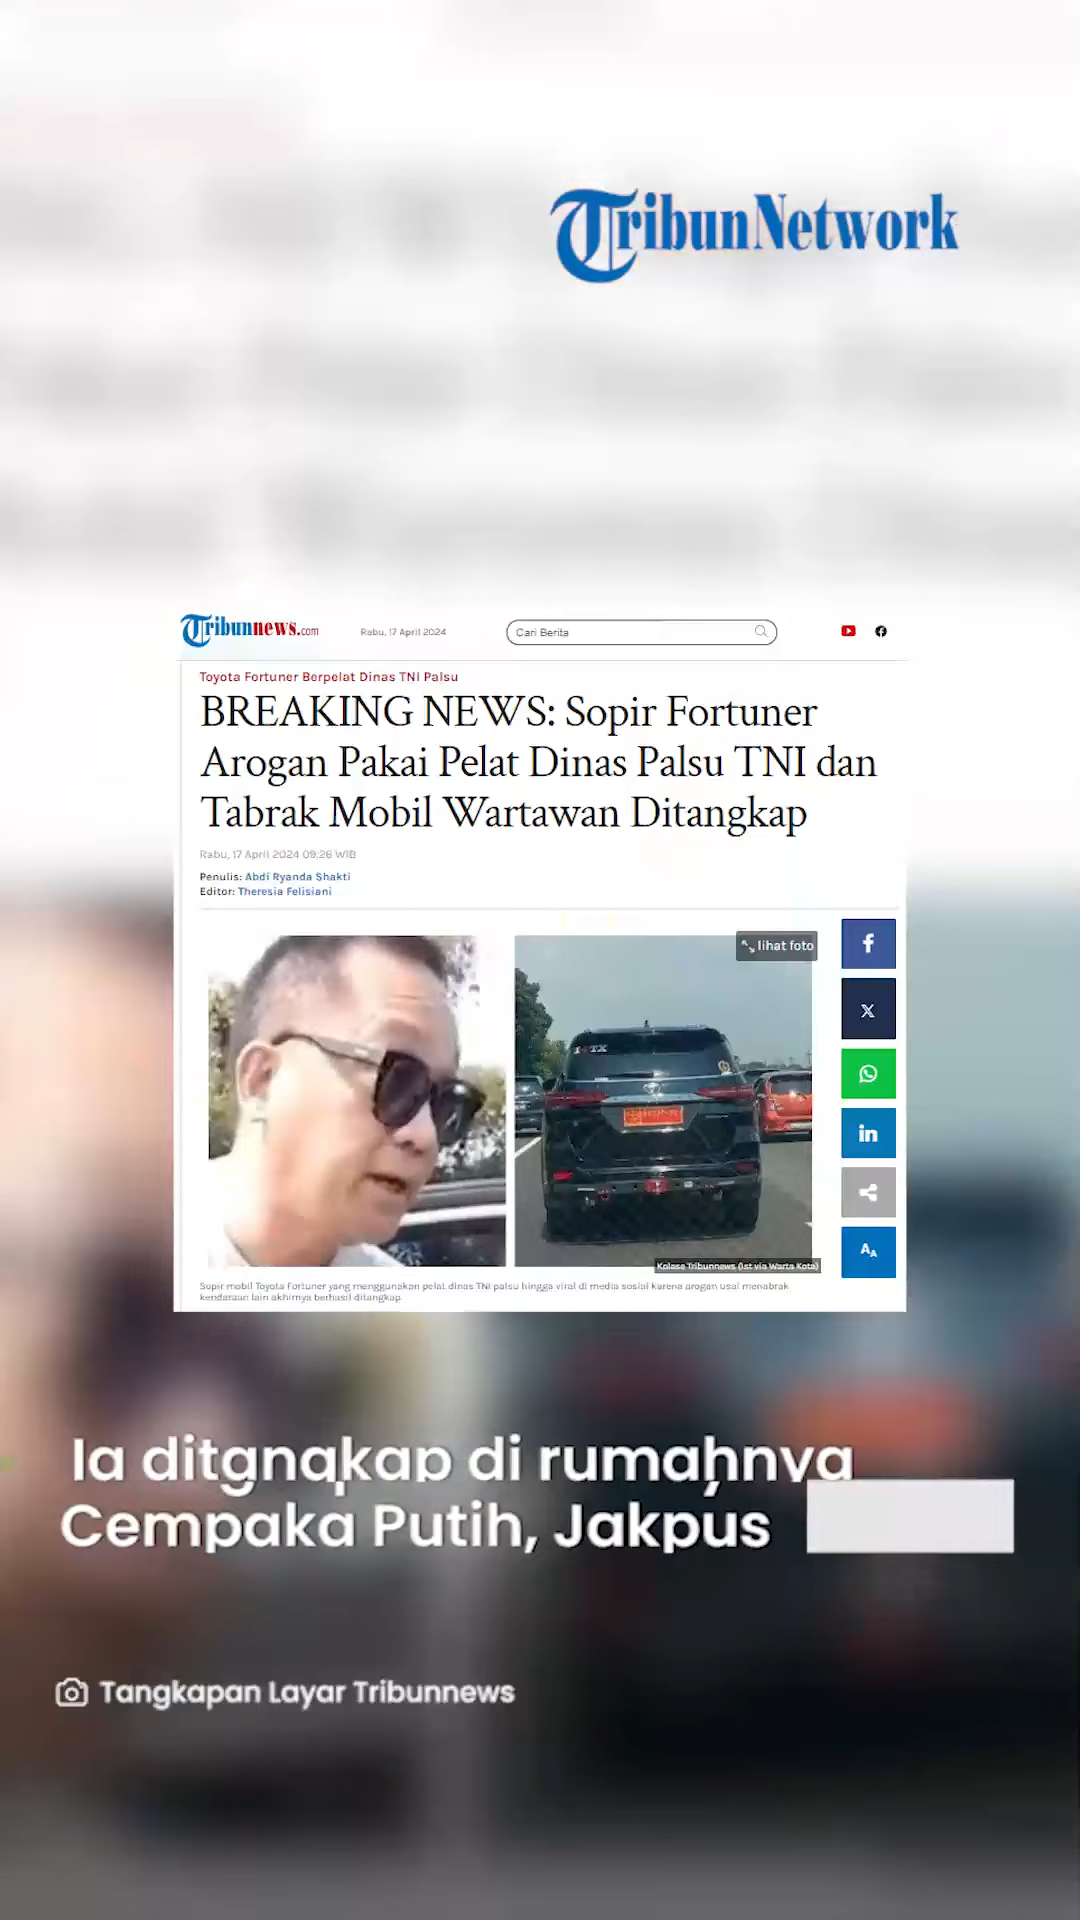 TribunNetwork
Tribunnews.com
Rabu, 17 April 2024
Cari Berita
Toyota Fortuner Berpelat Dinas TNI Palsu
BREAKING NEWS: Sopir Fortuner
Arogan Pakai Pelat Dinas Palsu TNI dan
Tabrak Mobil Wartawan Ditangkap
Rabu, 17 April 2024 09:26 WIB
Penulis: Abdi Ryanda Shakti
Editor: Theresia Felisiani
lihat foto
Kolase Tribunnews (Ist via Warta Kota)
Sopir mobil Toyota Fortuner yang menggunakan pelat dinas TNI palsu hingga viral di media sosial karena arogan usai menabrak
kendaraan lain akhirnya berhasil ditangkap.
Ia ditgnqkap di rumahnya
Cempaka Putih, Jakpus
Tangkapan Layar Tribunnews